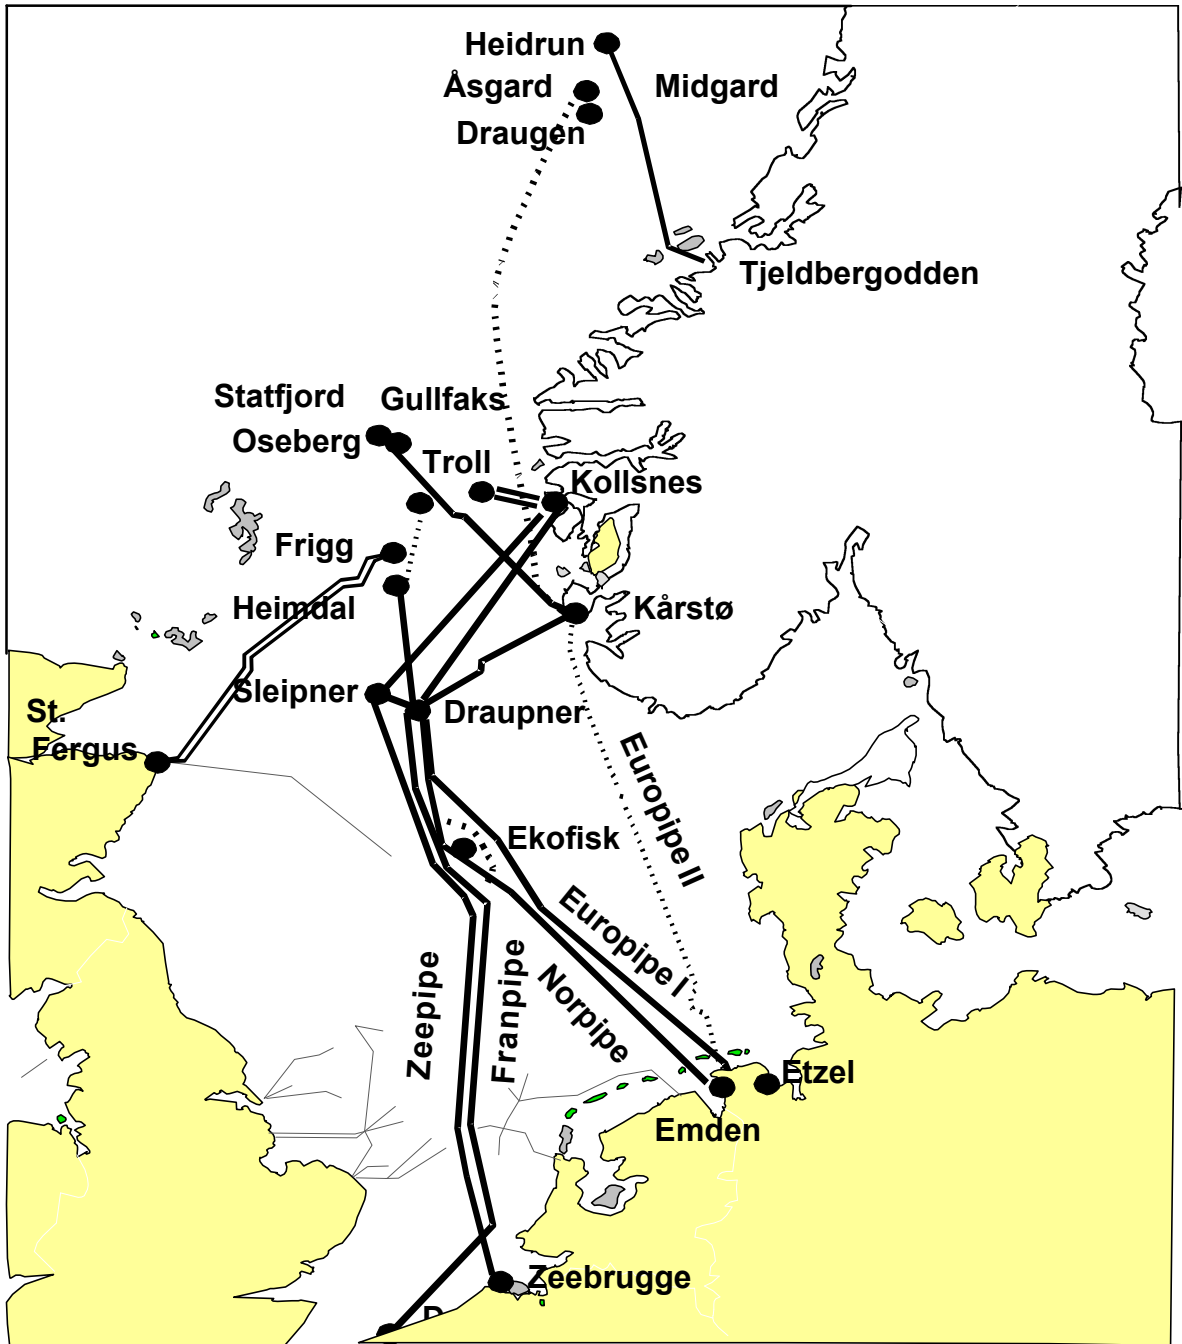 Heidrun
Åsgard
Midgard
Draugen
Tjeldbergodden
Statfjord
Gullfaks
Oseberg
Troll
Kollsnes
Frigg
Heimdal
Kårstø
Sleipner
Draupner
St.
Fergus
Europipe II
Ekofisk
Europipe I
Norpipe
Zeepipe
Franpipe
Etzel
Emden
Zeebrugge